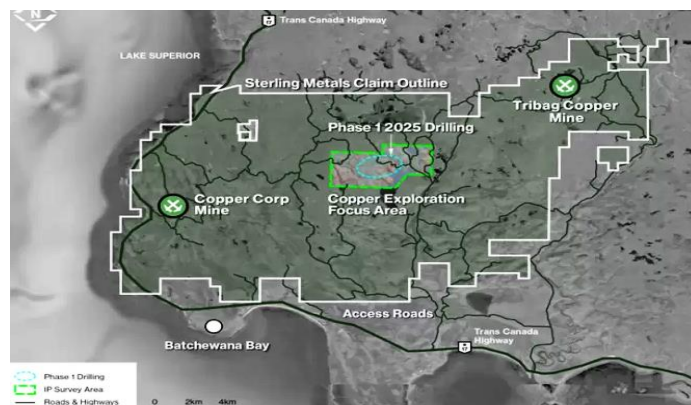 N
Trans Canada Highway
LAKE SUPERIOR
Sterling Metals Claim Outline
Tribag Copper
Mine
Phase 1 2025 Drilling
Copper Corp
Mine
Copper Exploration
Focus Area
Access Roads
Trans Canada
Highway
Batchewana Bay
Phase 1 Drilling
IP Survey Area
Roads & Highways
0 2km 4km